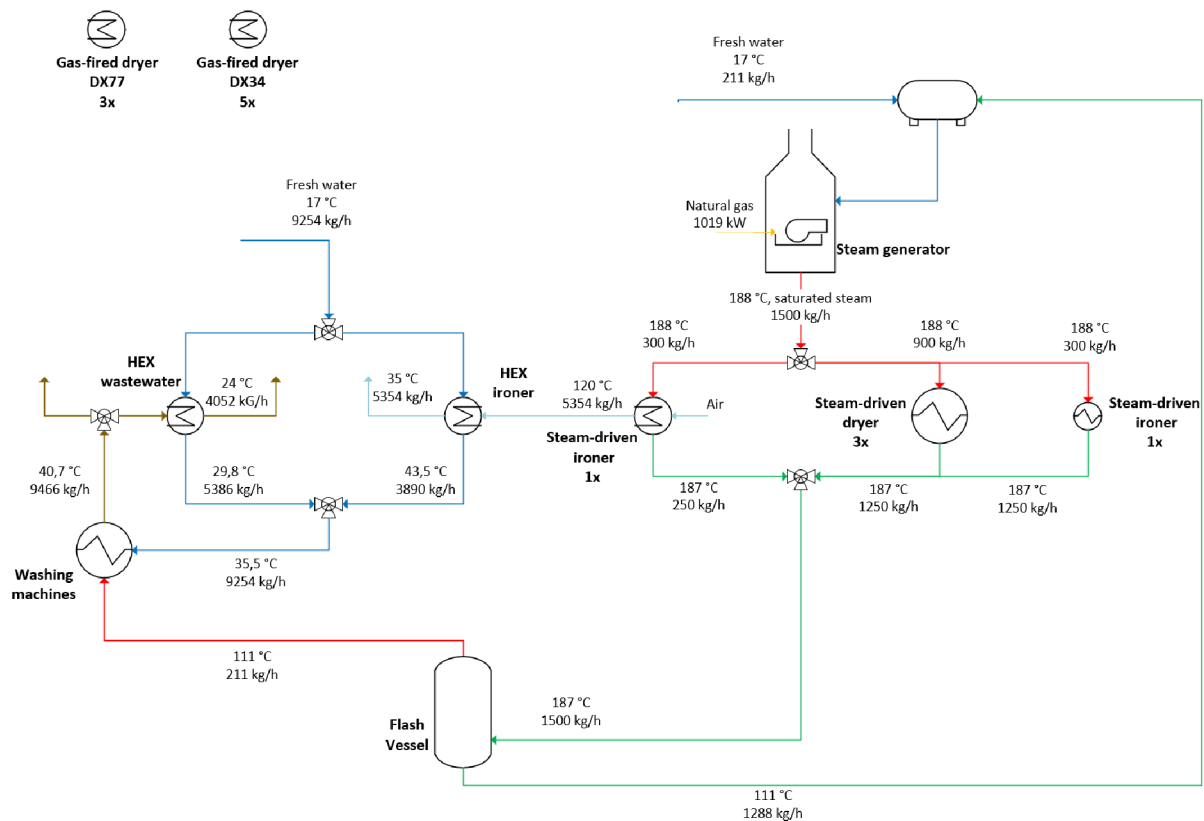 Gas-fired dryer
DX77
3x
Gas-fired dryer
DX34
5x
Fresh water
17 °C
211 kg/h
Fresh water
17 °C
9254 kg/h
Natural gas
1019 kW
Steam generator
188 °C, saturated steam
1500 kg/h
188 °C
300 kg/h
188 °C
900 kg/h
188 °C
300 kg/h
HEX
wastewater
24 °C
4052 kG/h
35 °C
5354 kg/h
HEX
ironer
120 °C
5354 kg/h
Air
Steam-driven
ironer
1x
Steam-driven
dryer
3x
Steam-driven
ironer
1x
40,7 °C
9466 kg/h
29,8 °C
5386 kg/h
43,5 °C
3890 kg/h
187 °C
250 kg/h
187 °C
1250 kg/h
187 °C
1250 kg/h
Washing
machines
35,5 °C
9254 kg/h
111 °C
211 kg/h
Flash
Vessel
187 °C
1500 kg/h
111 °C
1288 kg/h